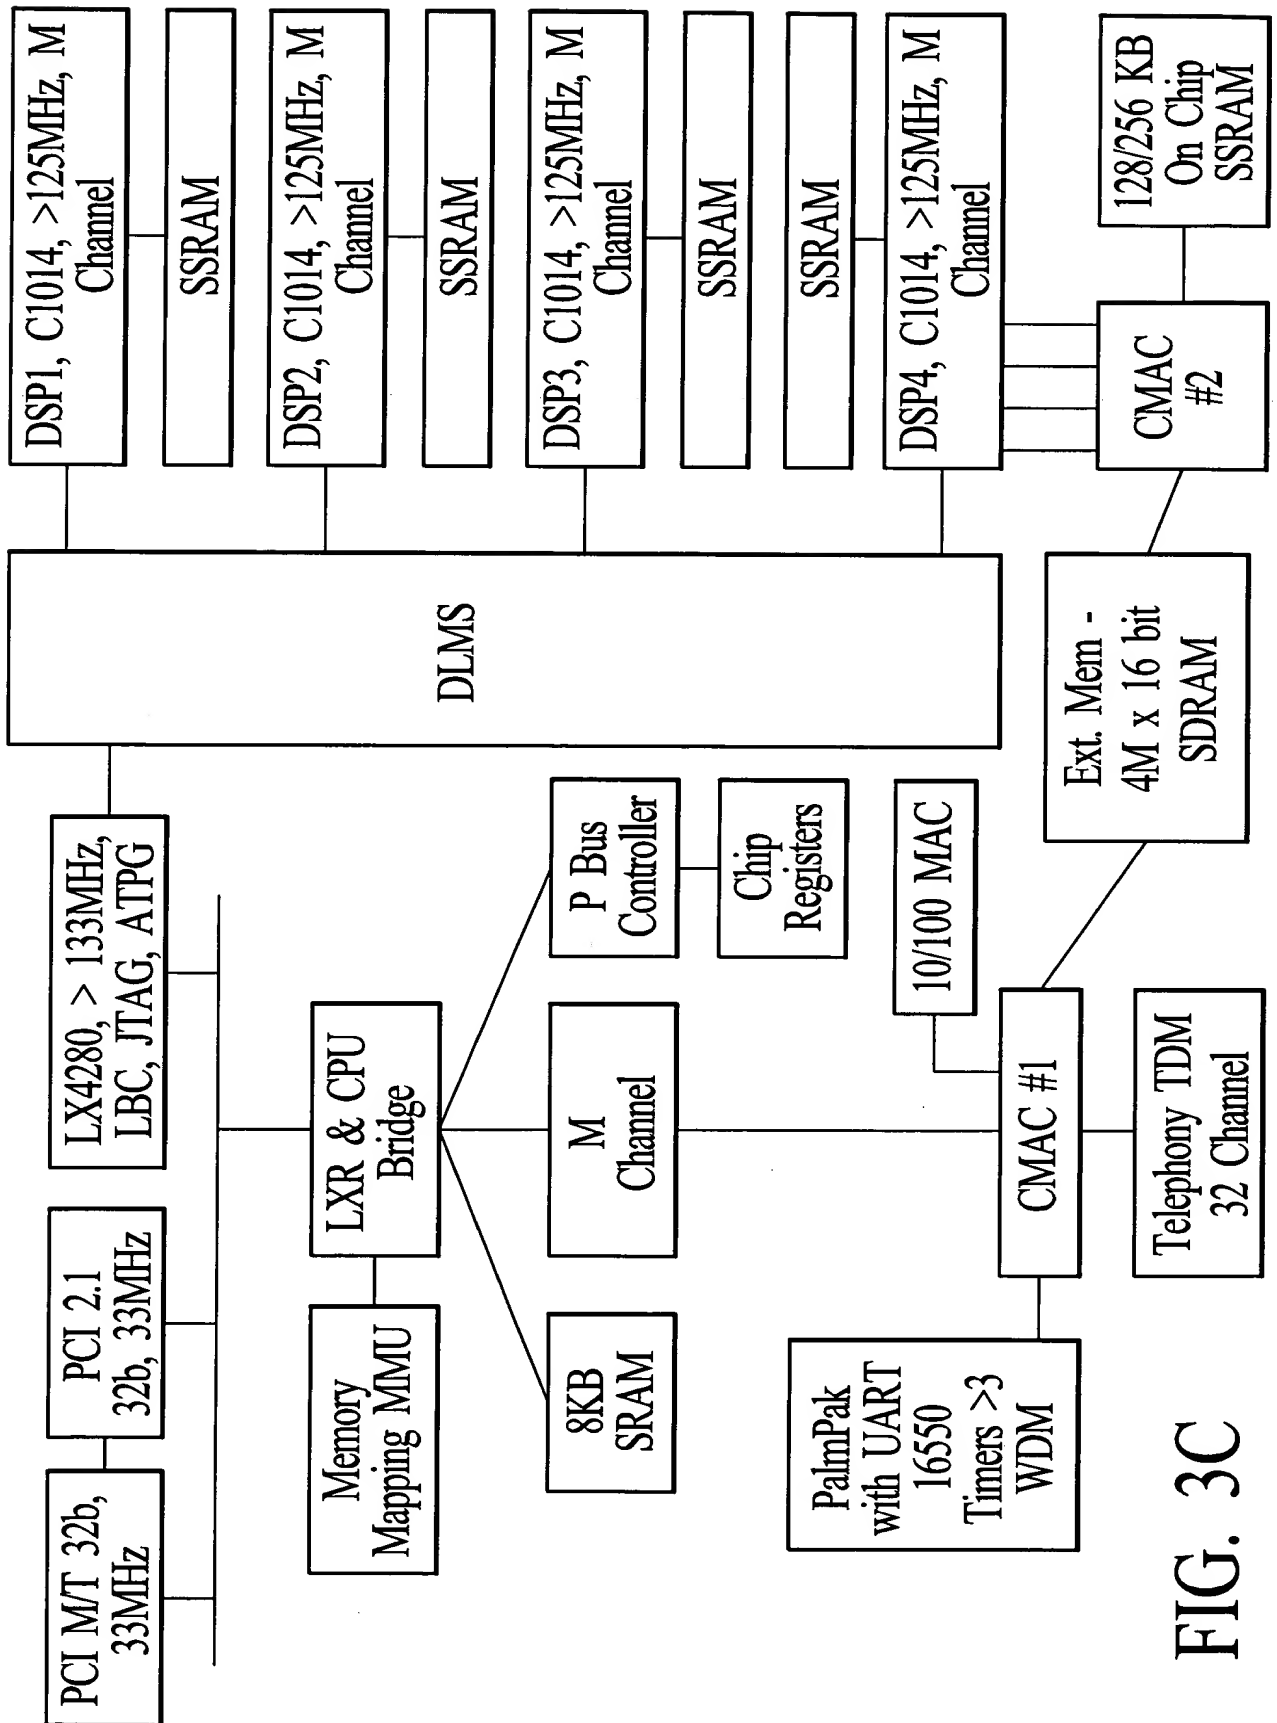 PCI M/T 32b,
33MHz
PCI 2.1
32b, 33MHz
LX4280, > 133MHz,
LBC, JTAG, ATPG
Memory
Mapping MMU
LXR & CPU
Bridge
8KB
SRAM
M
Channel
P Bus
Controller
Chip
Registers
PalmPak
with UART
16550
Timers >3
WDM
CMAC #1
10/100 MAC
Telephony TDM
32 Channel
Ext. Mem -
4M x 16 bit
SDRAM
DLMS
DSP1, C1014, >125MHz, M
Channel
SSRAM
DSP2, C1014, >125MHz, M
Channel
SSRAM
DSP3, C1014, >125MHz, M
Channel
SSRAM
SSRAM
DSP4, C1014, >125MHz, M
Channel
CMAC
#2
128/256 KB
On Chip
SSRAM
FIG. 3C